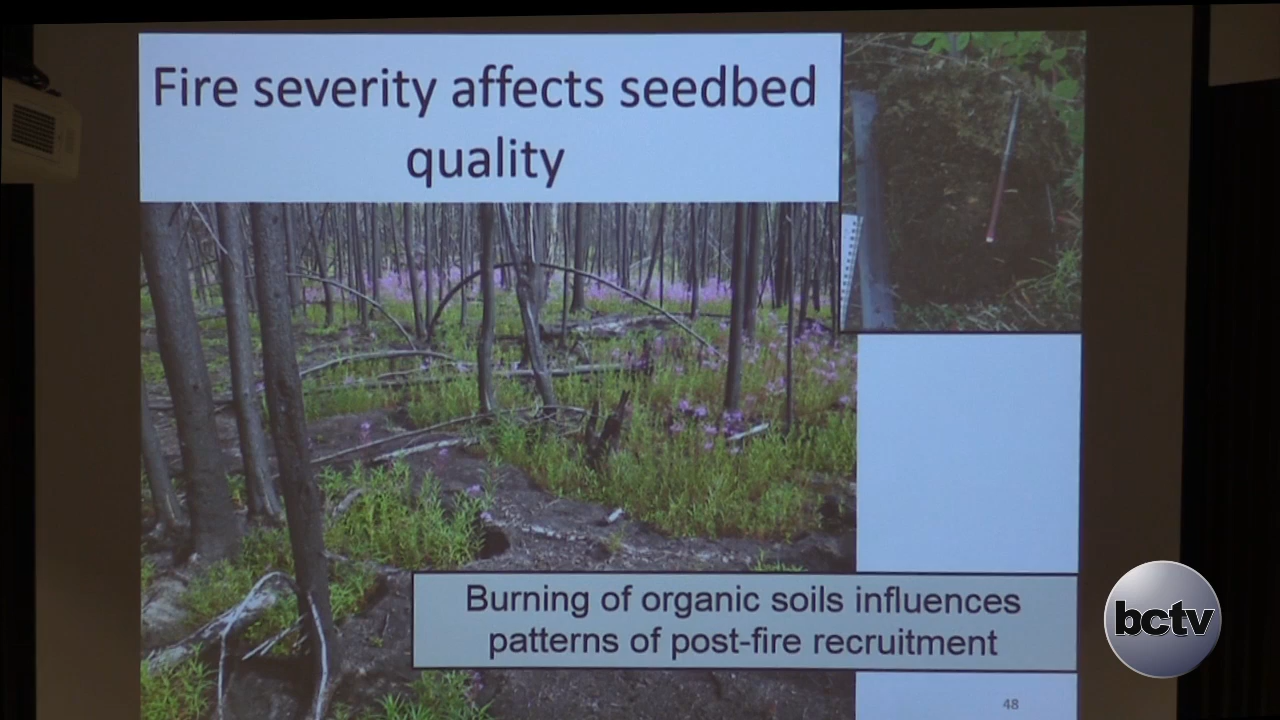 Fire severity affects seedbed
quality
Burning of organic soils influences
patterns of post-fire recruitment
48
bctv